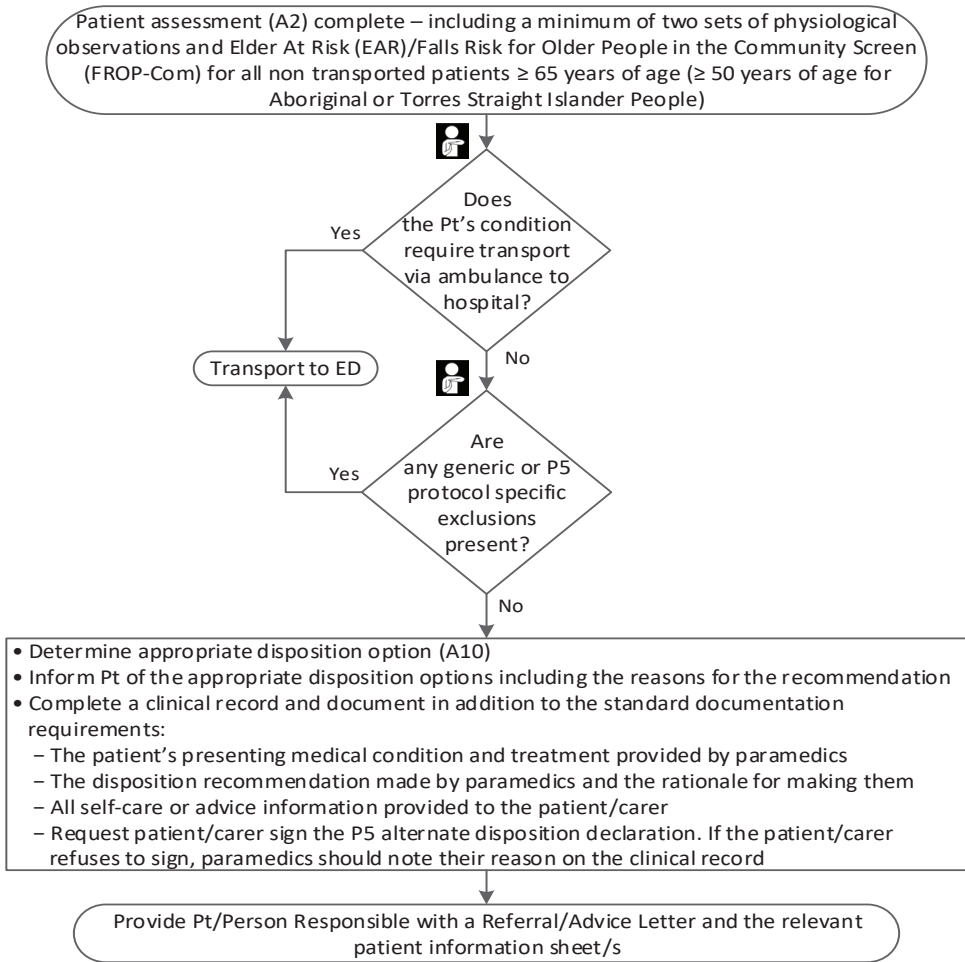 Patient assessment (A2) complete – including a minimum of two sets of physiological
observations and Elder At Risk (EAR)/Falls Risk for Older People in the Community Screen
(FROP-Com) for all non transported patients ≥ 65 years of age (≥ 50 years of age for
Aboriginal or Torres Straight Islander People)
Does
the Pt’s condition
require transport
via ambulance to
hospital?
Yes
No
Transport to ED
Are
any generic or P5
protocol specific
exclusions
present?
Yes
No
• Determine appropriate disposition option (A10)
• Inform Pt of the appropriate disposition options including the reasons for the recommendation
• Complete a clinical record and document in addition to the standard documentation
requirements:
– The patient’s presenting medical condition and treatment provided by paramedics
– The disposition recommendation made by paramedics and the rationale for making them
– All self-care or advice information provided to the patient/carer
– Request patient/carer sign the P5 alternate disposition declaration. If the patient/carer
refuses to sign, paramedics should note their reason on the clinical record
Provide Pt/Person Responsible with a Referral/Advice Letter and the relevant
patient information sheet/s